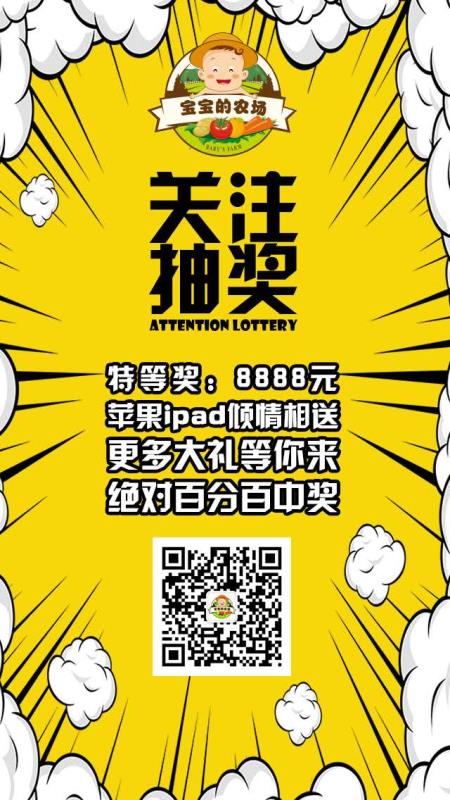 宝宝的农场
BABY'S FARM
关注
抽奖
ATTENTION LOTTERY
特等奖：8888元
苹果ipad倾情相送
更多大礼等你来
绝对百分百中奖